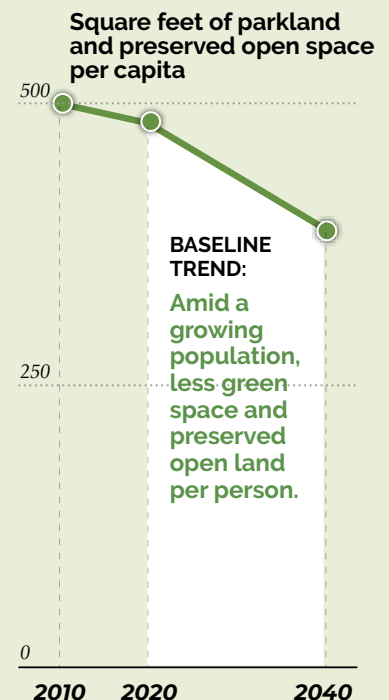 Square feet of parkland
and preserved open space
per capita
500
BASELINE
TREND:
Amid a
growing
population,
250
less green
space and
preserved
open land
per person.
0
2010 2020 2040